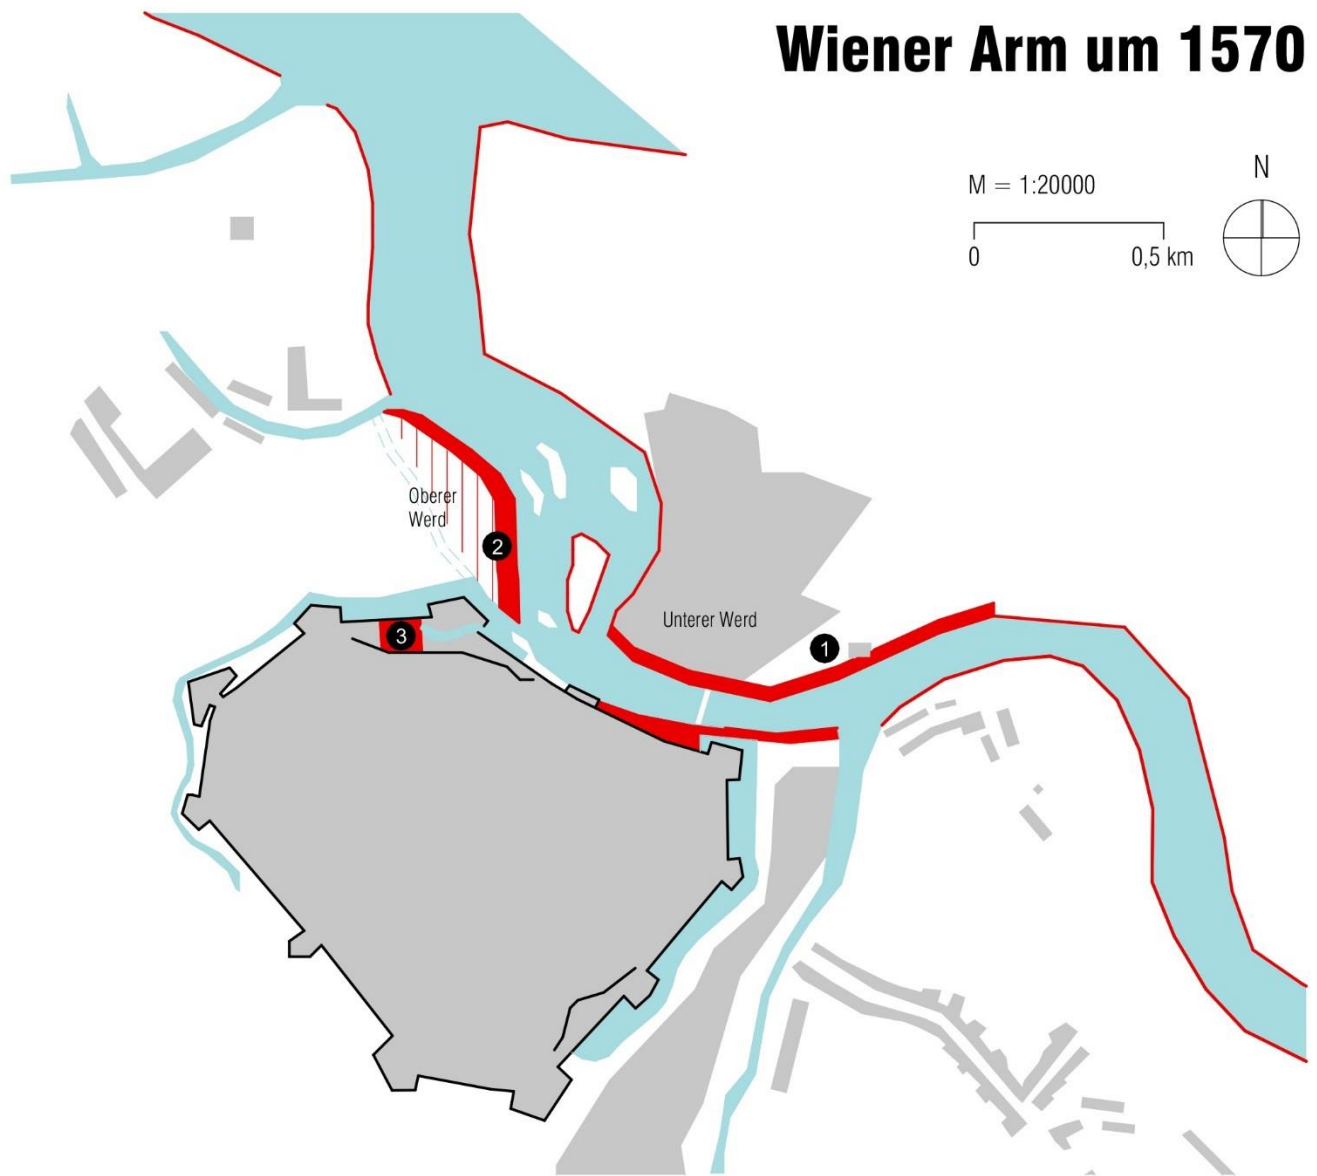 Wiener Arm um 1570
N
M = 1:20000
0
0,5 km
Oberer
Werd
2
Unterer Werd
3
1